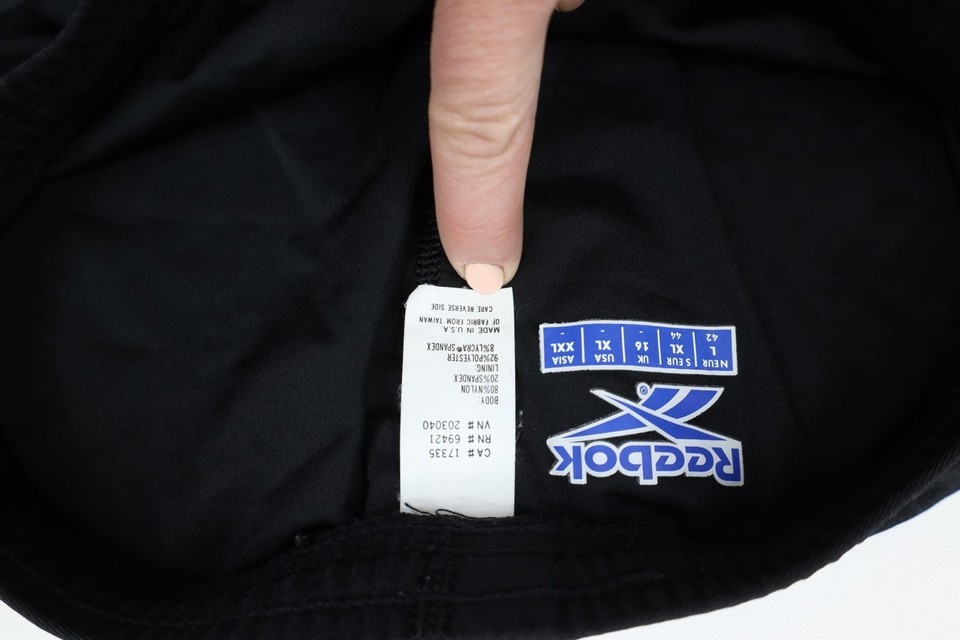 CA# 17335
RN# 69421
VN# 203040
BODY:
80%NYLON
20%SPANDEX
LINING:
92%POLYESTER
8%LYCRA®SPANDEX
MADE IN U.S.A.
OF FABRIC FROM TAIWAN
CARE REVERSE SIDE
Reebok
®
N EUR S EUR UK USA ASIA
L XL 16 XL XXL
42 44 - - -